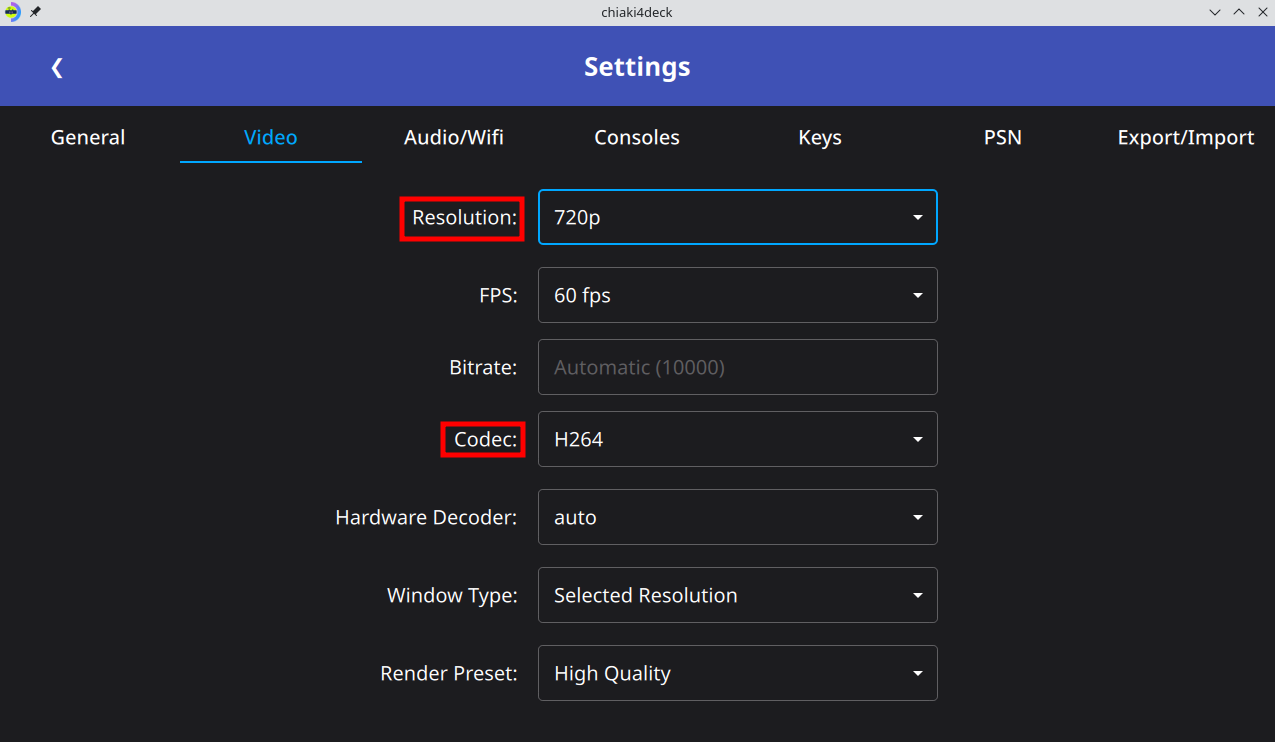 chiaki4deck
Settings
General Video Audio/Wifi Consoles Keys PSN Export/Import
Resolution: 720p
FPS: 60 fps
Bitrate: Automatic (10000)
Codec: H264
Hardware Decoder: auto
Window Type: Selected Resolution
Render Preset: High Quality